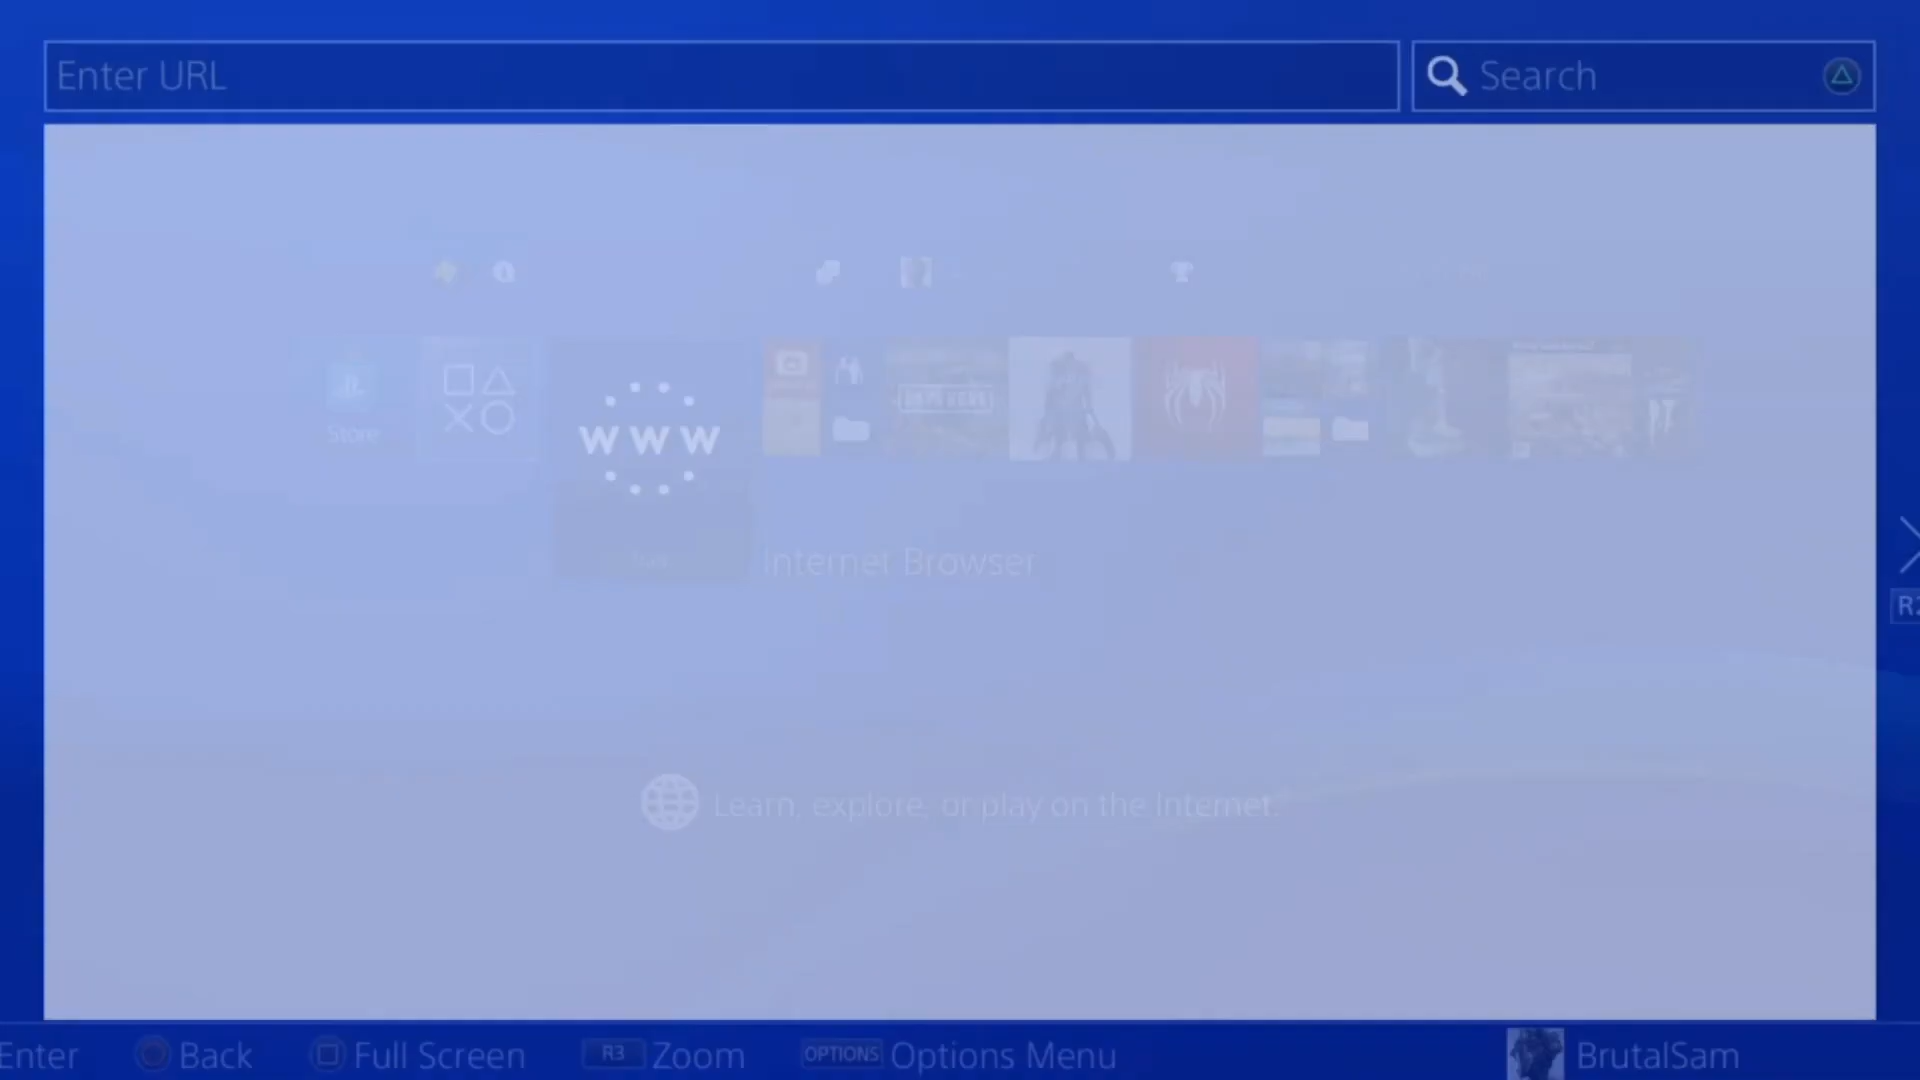 Enter URL
Search
Store
WWW
Internet Browser
R
Learn, explore, or play on the Internet.
Enter Back Full Screen R3 Zoom OPTIONS Options Menu BrutalSam